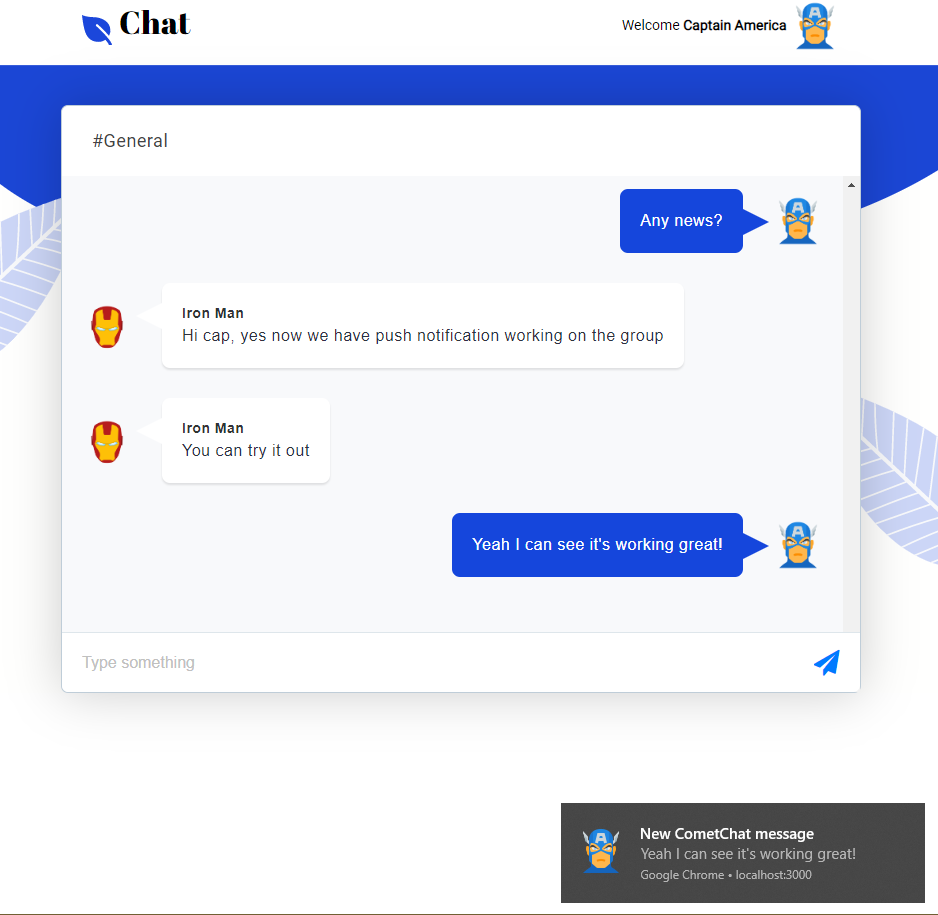 Chat
Welcome Captain America
#General
Any news?
Iron Man
Hi cap, yes now we have push notification working on the group
Iron Man
You can try it out
Yeah I can see it's working great!
Type something
New CometChat message
Yeah I can see it's working great!
Google Chrome • localhost:3000